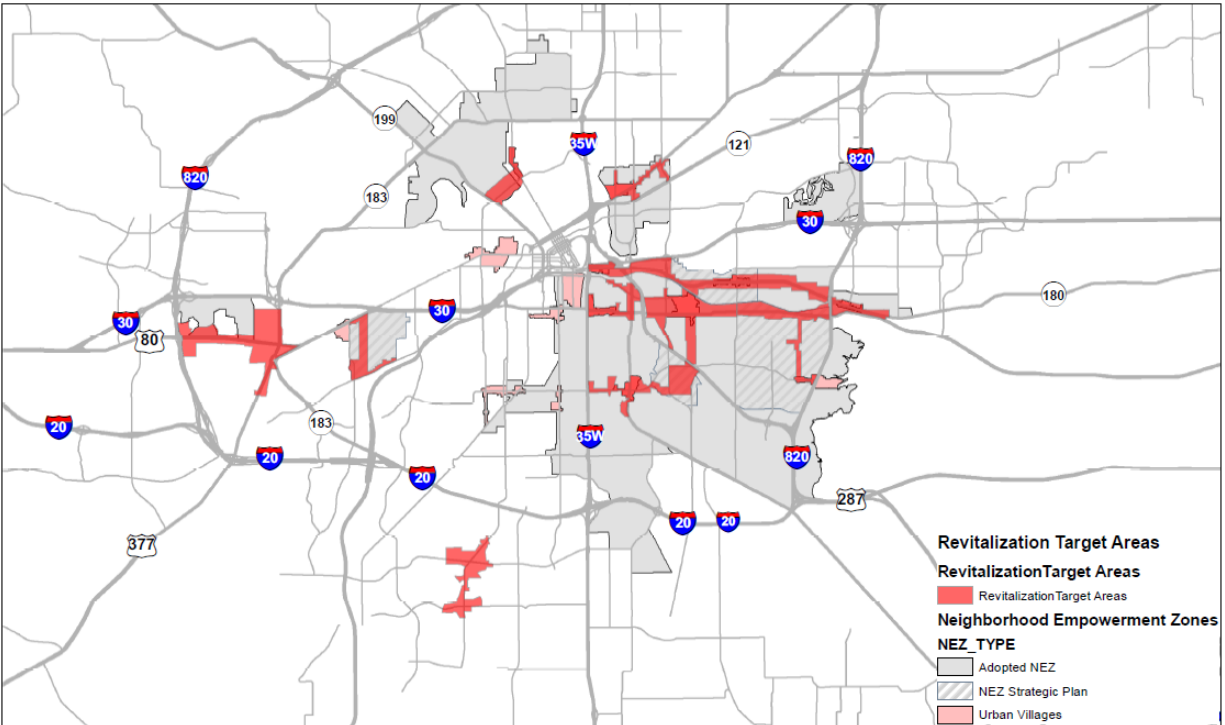 199
35W
121
820
820
183
30
180
30
30
80
183
20
35W
20
820
20
287
20
20
377
Revitalization Target Areas
RevitalizationTarget Areas
RevitalizationTarget Areas
Neighborhood Empowerment Zones
NEZ_TYPE
Adopted NEZ
NEZ Strategic Plan
Urban Villages